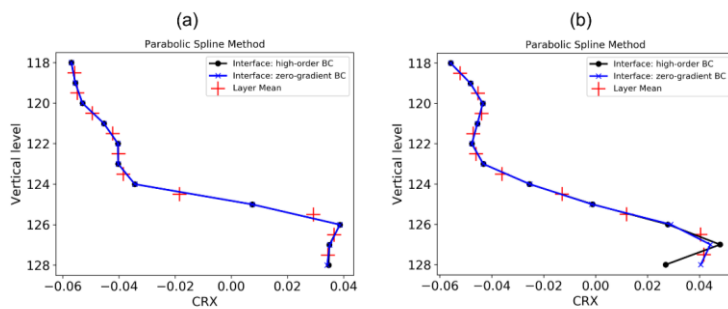 (a)
Parabolic Spline Method
Interface: high-order BC
Interface: zero-gradient BC
Layer Mean
Vertical level
118
120
122
124
126
128
−0.06 −0.04 −0.02 0.00 0.02 0.04
CRX
(b)
Parabolic Spline Method
Interface: high-order BC
Interface: zero-gradient BC
Layer Mean
Vertical level
118
120
122
124
126
128
−0.06 −0.04 −0.02 0.00 0.02 0.04
CRX